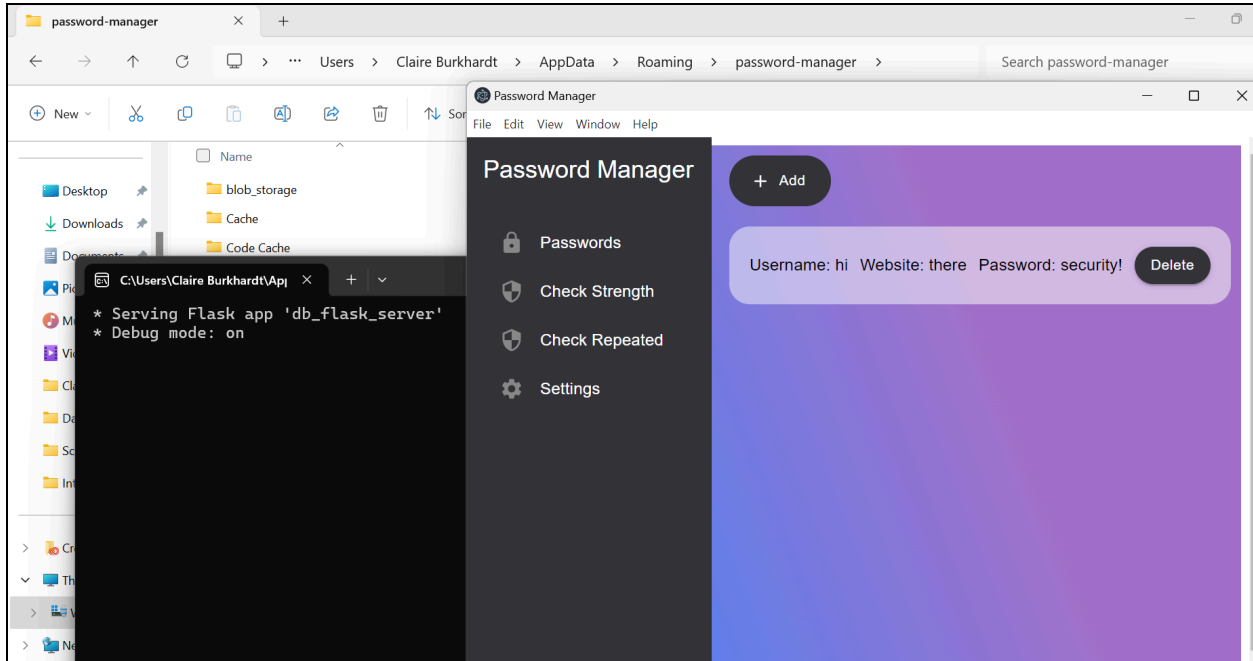 password-manager
Users > Claire Burkhardt > AppData > Roaming > password-manager >
Search password-manager
New
Name
Desktop
blob_storage
Downloads
Cache
Code Cache
C:\Users\Claire Burkhardt\Ap
* Serving Flask app 'db_flask_server'
* Debug mode: on
Password Manager
File Edit View Window Help
Password Manager
Passwords
Check Strength
Check Repeated
Settings
+ Add
Username: hi Website: there Password: security!
Delete